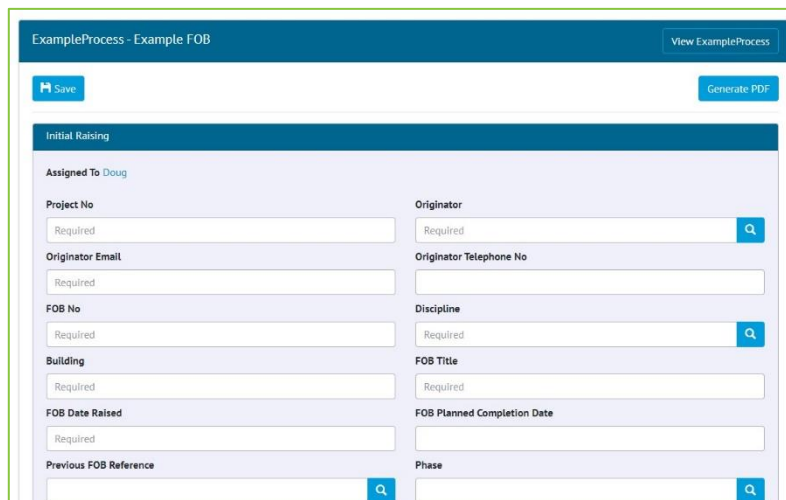 ExampleProcess - Example FOB
View ExampleProcess
Save
Generate PDF
Initial Raising
Assigned To Doug
Project No
Originator
Required
Required
Originator Email
Originator Telephone No
Required
FOB No
Discipline
Required
Required
Building
FOB Title
Required
Required
FOB Date Raised
FOB Planned Completion Date
Required
Previous FOB Reference
Phase